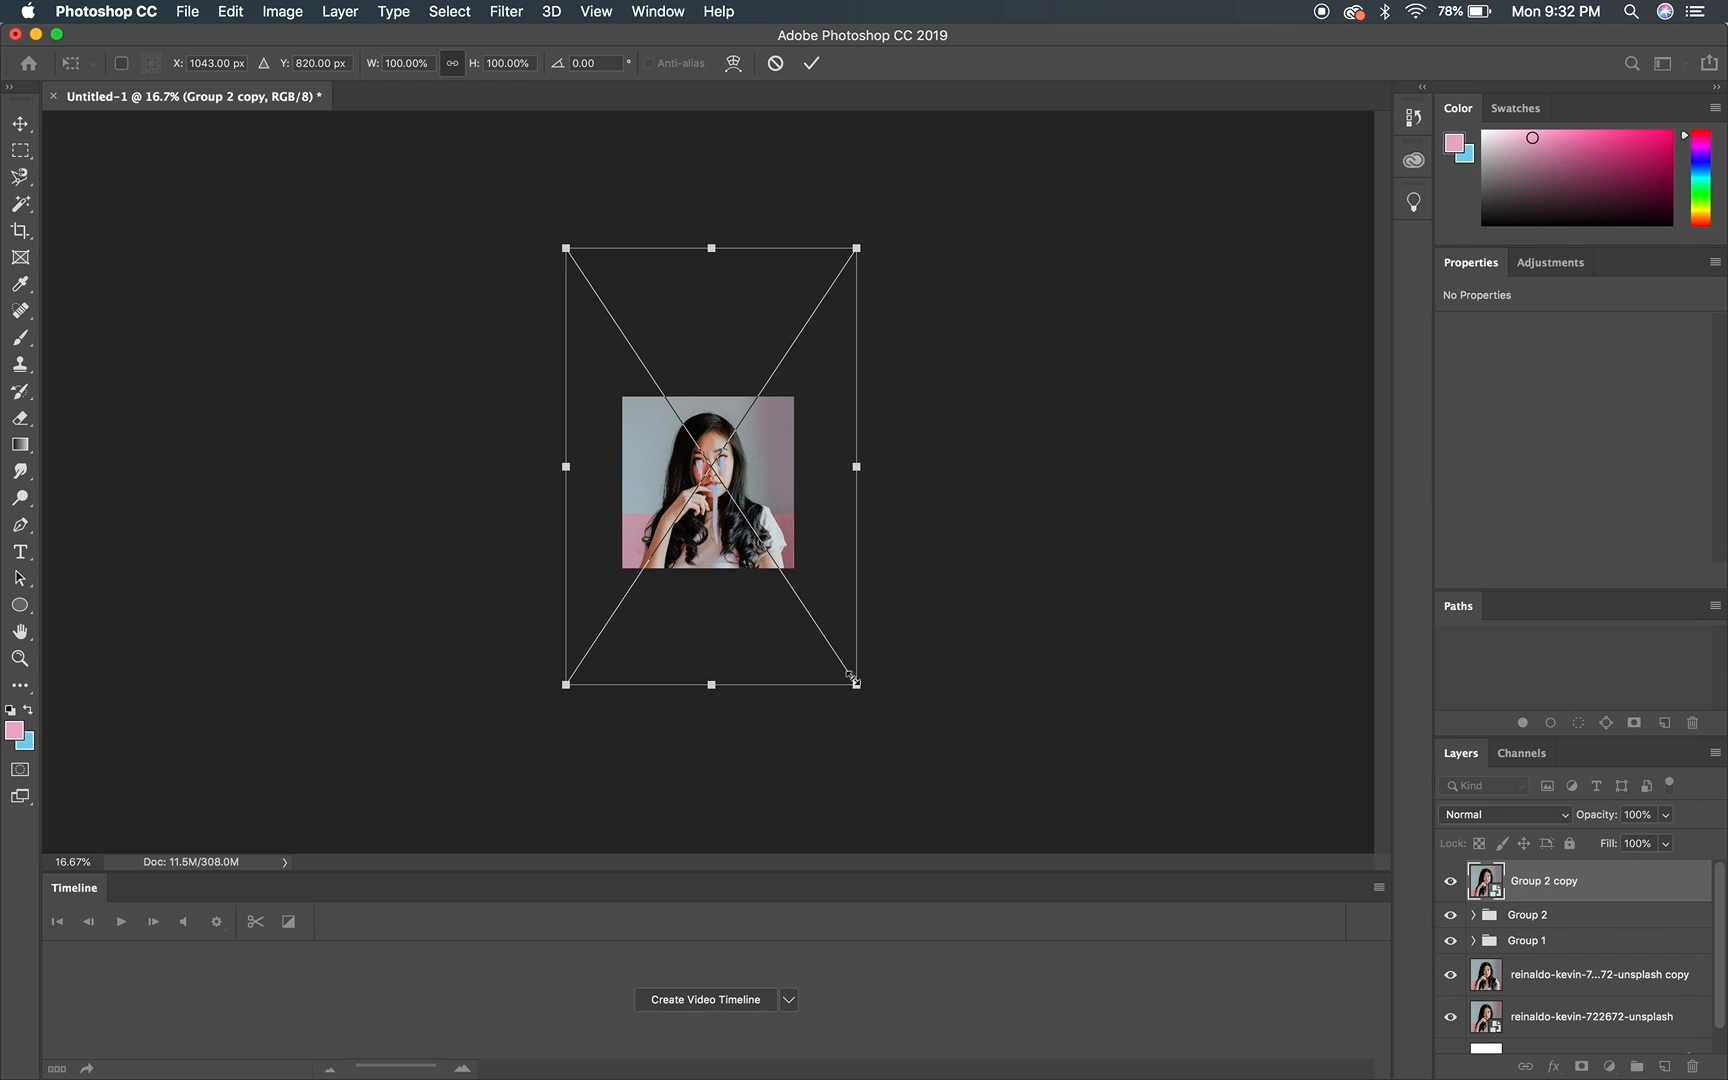 Photoshop CC File Edit Image Layer Type Select Filter 3D View Window Help 78% Mon 9:32 PM
Adobe Photoshop CC 2019
X: 1043.00 px Y: 820.00 px W: 100.00% H: 100.00% 0.00 ° Anti-alias
Untitled-1 @ 16.7% (Group 2 copy, RGB/8) *
Color Swatches
Properties Adjustments
No Properties
Paths
Layers Channels
Kind
Normal Opacity: 100%
Lock: Fill: 100%
Group 2 copy
Group 2
Group 1
reinaldo-kevin-7...72-unsplash copy
reinaldo-kevin-722672-unsplash
fx
16.67% Doc: 11.5M/308.0M
Timeline
Create Video Timeline